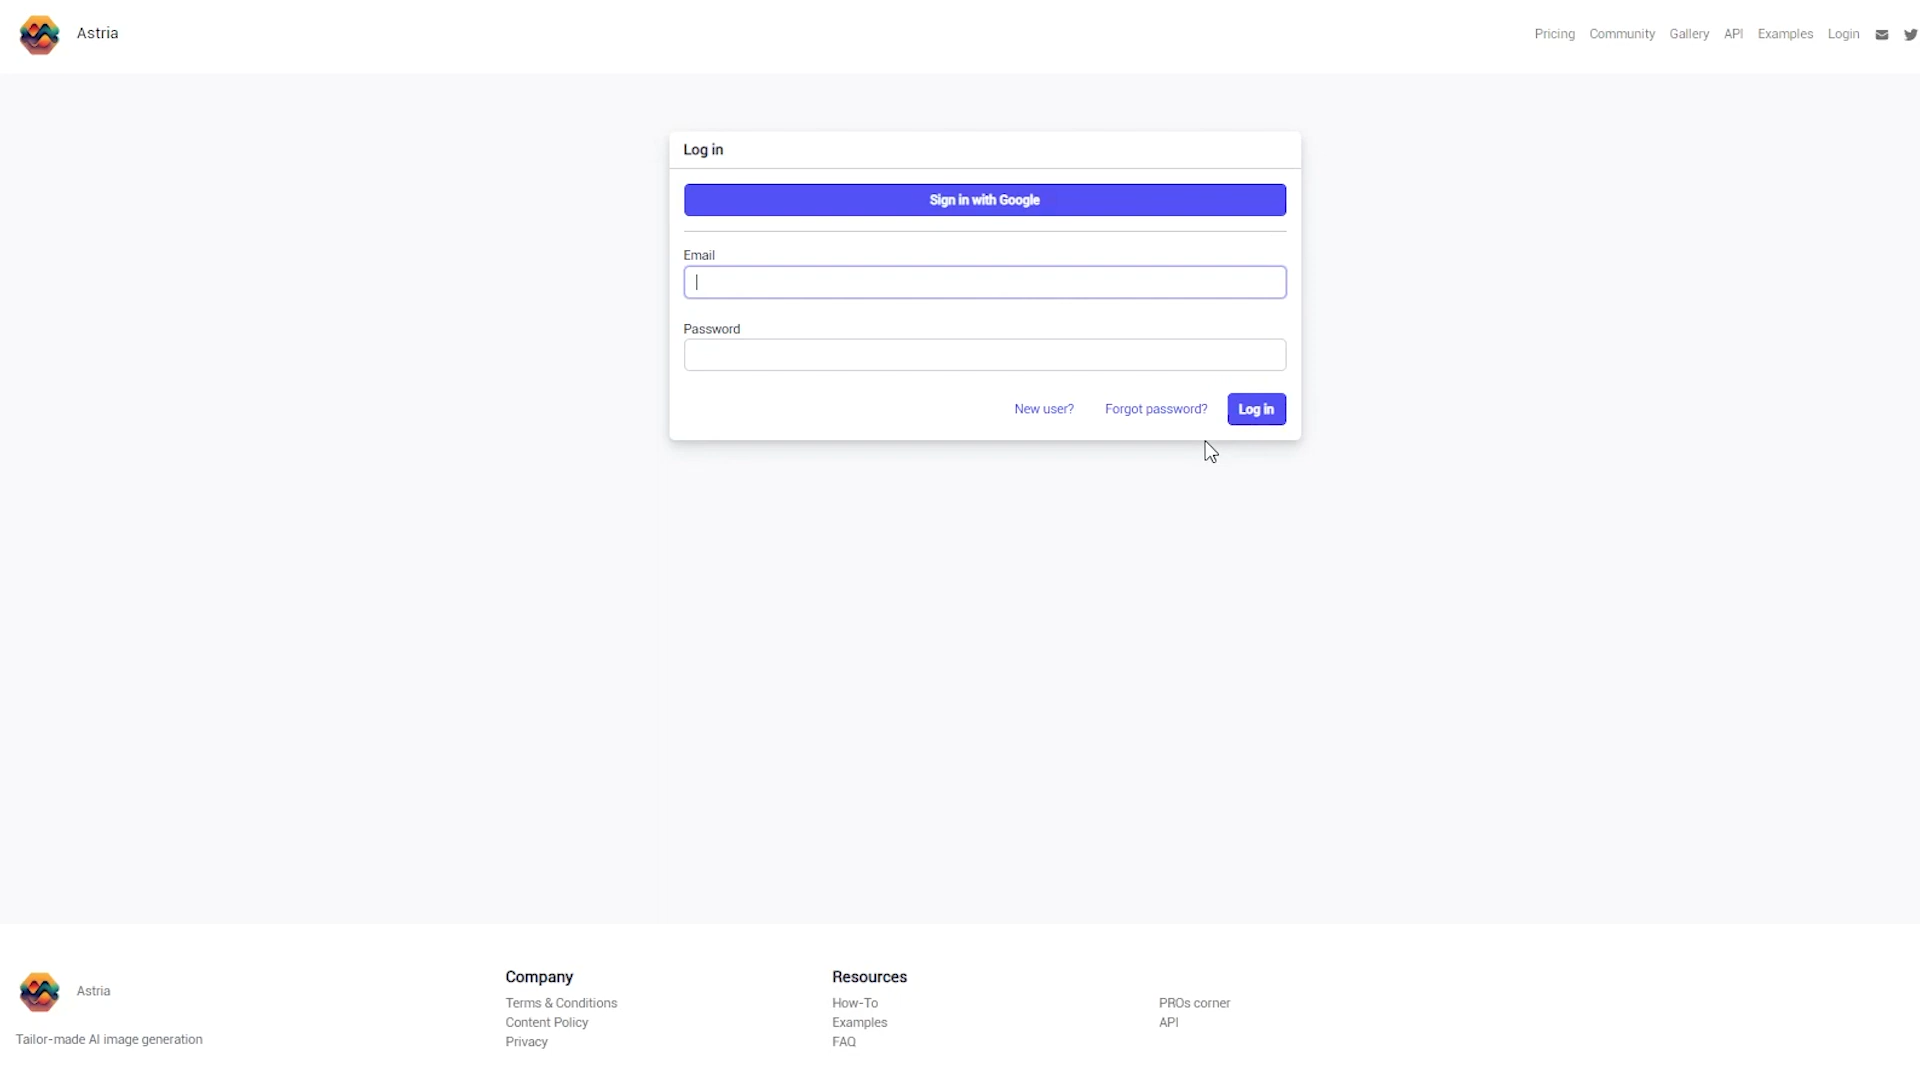 Astria
Pricing Community Gallery API Examples Login
Log in
Sign in with Google
Email
Password
New user? Forgot password? Log in
Astria
Tailor-made AI image generation
Company
Terms & Conditions
Content Policy
Privacy
Resources
How-To
Examples
FAQ
PROs corner
API